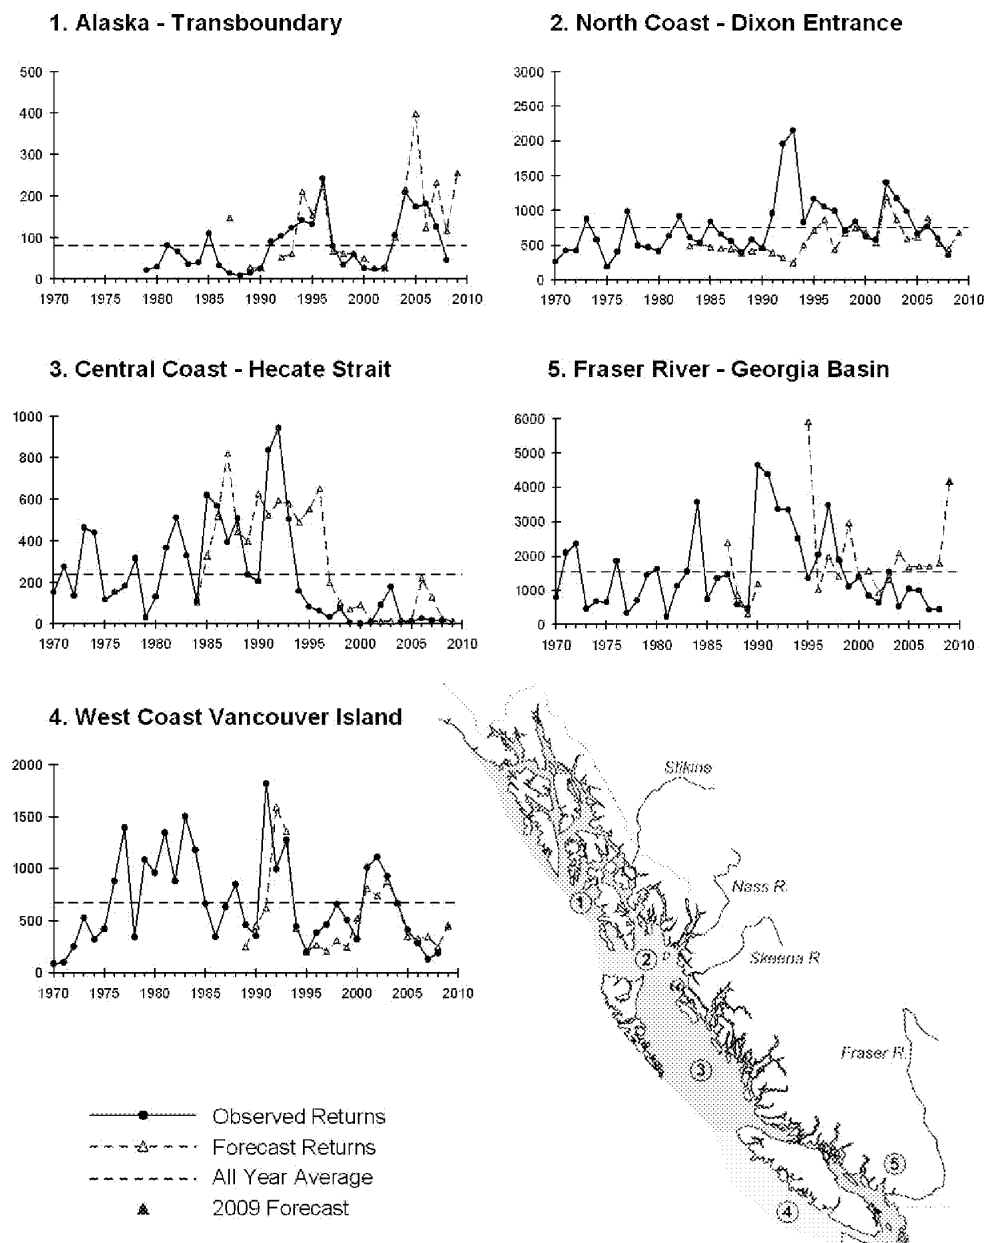 1. Alaska - Transboundary
500
400
300
200
100
0
1970 1975 1980 1985 1990 1995 2000 2005 2010
2. North Coast - Dixon Entrance
3000
2500
2000
1500
1000
500
0
1970 1975 1980 1985 1990 1995 2000 2005 2010
3. Central Coast - Hecate Strait
1000
800
600
400
200
0
1970 1975 1980 1985 1990 1995 2000 2005 2010
5. Fraser River - Georgia Basin
6000
5000
4000
3000
2000
1000
0
1970 1975 1980 1985 1990 1995 2000 2005 2010
4. West Coast Vancouver Island
2000
1500
1000
500
0
1970 1975 1980 1985 1990 1995 2000 2005 2010
Observed Returns
Forecast Returns
All Year Average
2009 Forecast
Stikine
Nass R.
Skeena R.
Fraser R.
1
2
3
5
4